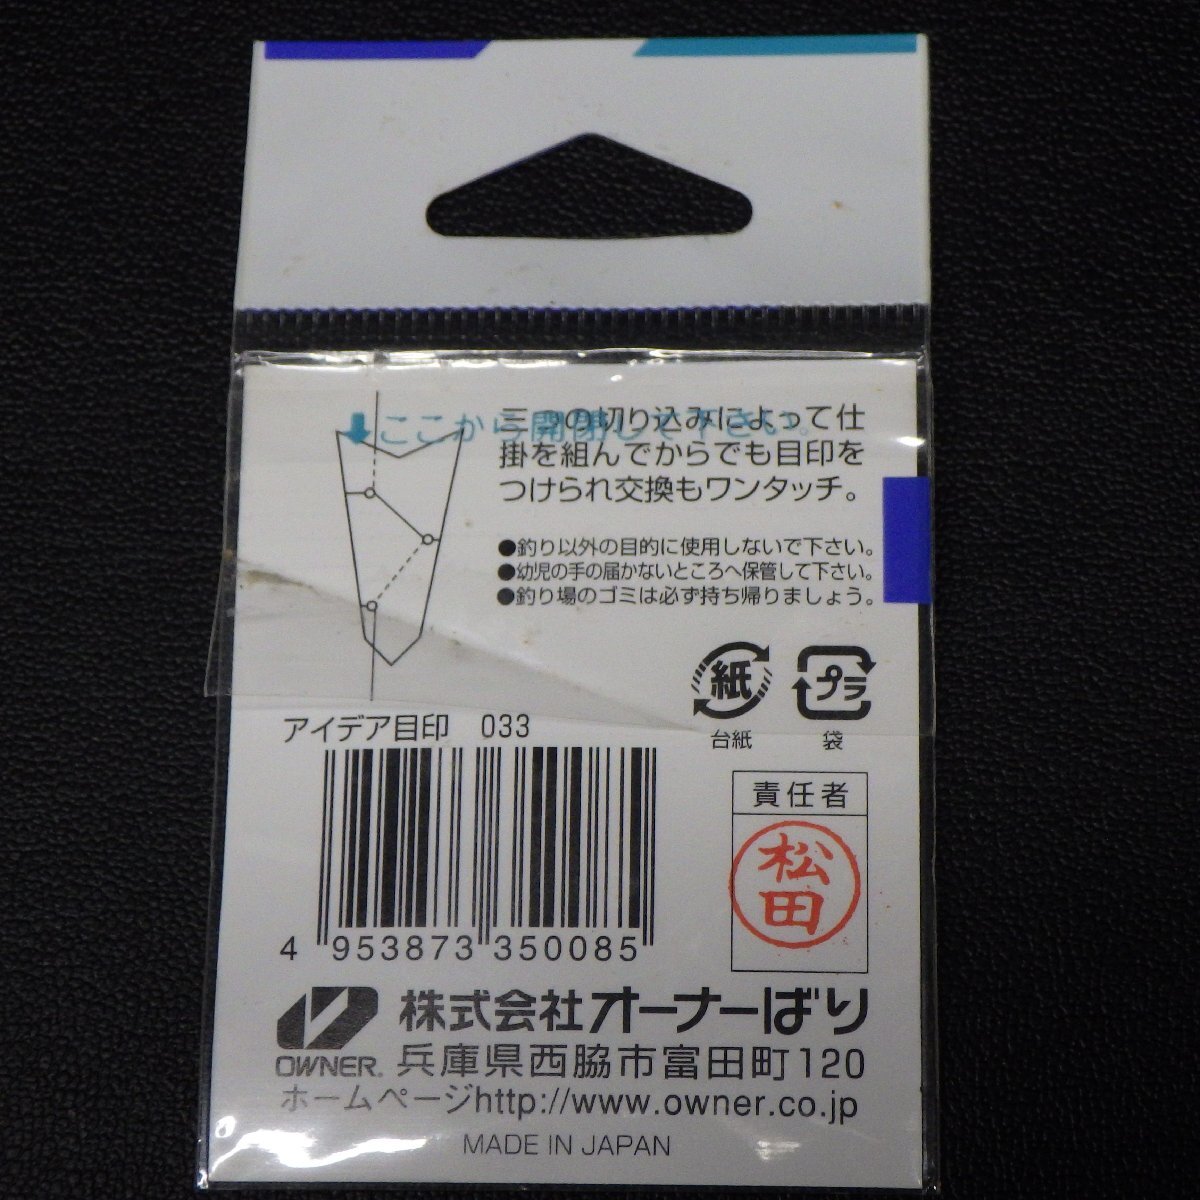 ここから開閉して下さい。
三つの切り込みによって仕
掛を組んでからでも目印を
つけられ交換もワンタッチ。
●釣り以外の目的に使用しないで下さい。
●幼児の手の届かないところへ保管して下さい。
●釣り場のゴミは必ず持ち帰りましょう。
紙
台紙
プラ
袋
アイデア目印 033
4 953873 350085
責任者
松田
株式会社オーナーばり
OWNER. 兵庫県西脇市富田町120
ホームページhttp://www.owner.co.jp
MADE IN JAPAN